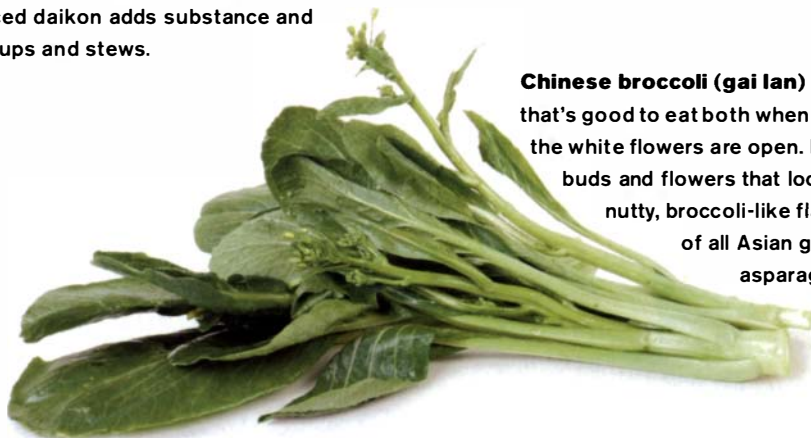 ced daikon adds substance and
ups and stews.
Chinese broccoli (gai lan)
that's good to eat both when
the white flowers are open.
buds and flowers that loo
nutty, broccoli-like fl
of all Asian g
asparag